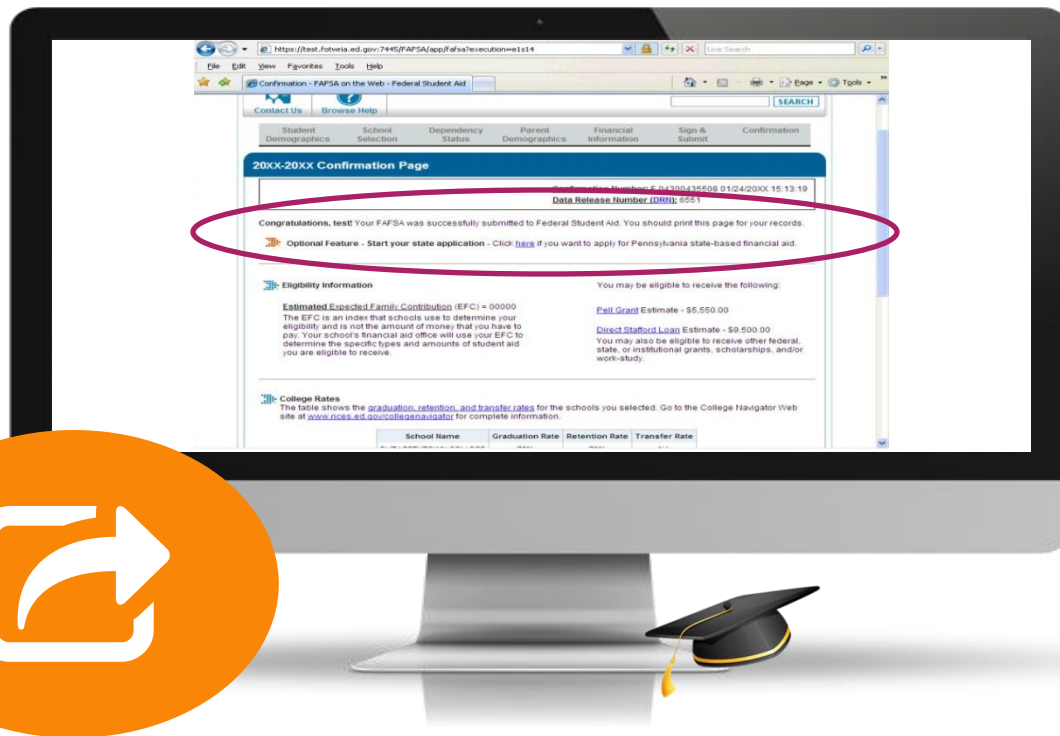 https://test.fotwria.ed.gov:7445/FAFSA/app/fafsa?execution=e1s14
Live Search
File Edit View Favorites Tools Help
Confirmation - FAFSA on the Web - Federal Student Aid
Page Tools
Contact Us Browse Help
SEARCH
Student Demographics School Selection Dependency Status Parent Demographics Financial Information Sign & Submit Confirmation
20XX-20XX Confirmation Page
Confirmation Number: F 04300435508 01/24/20XX 15:13:19
Data Release Number (DRN): 6551
Congratulations, test! Your FAFSA was successfully submitted to Federal Student Aid. You should print this page for your records.
Optional Feature - Start your state application - Click here if you want to apply for Pennsylvania state-based financial aid.
Eligibility Information
Estimated Expected Family Contribution (EFC) = 00000
The EFC is an index that schools use to determine your
eligibility and is not the amount of money that you have to
pay. Your school's financial aid office will use your EFC to
determine the specific types and amounts of student aid
you are eligible to receive.
You may be eligible to receive the following:
Pell Grant Estimate - $5,550.00
Direct Stafford Loan Estimate - $9,500.00
You may also be eligible to receive other federal,
state, or institutional grants, scholarships, and/or
work-study.
College Rates
The table shows the graduation, retention, and transfer rates for the schools you selected. Go to the College Navigator Web
site at www.nces.ed.gov/collegenavigator for complete information.
School Name Graduation Rate Retention Rate Transfer Rate